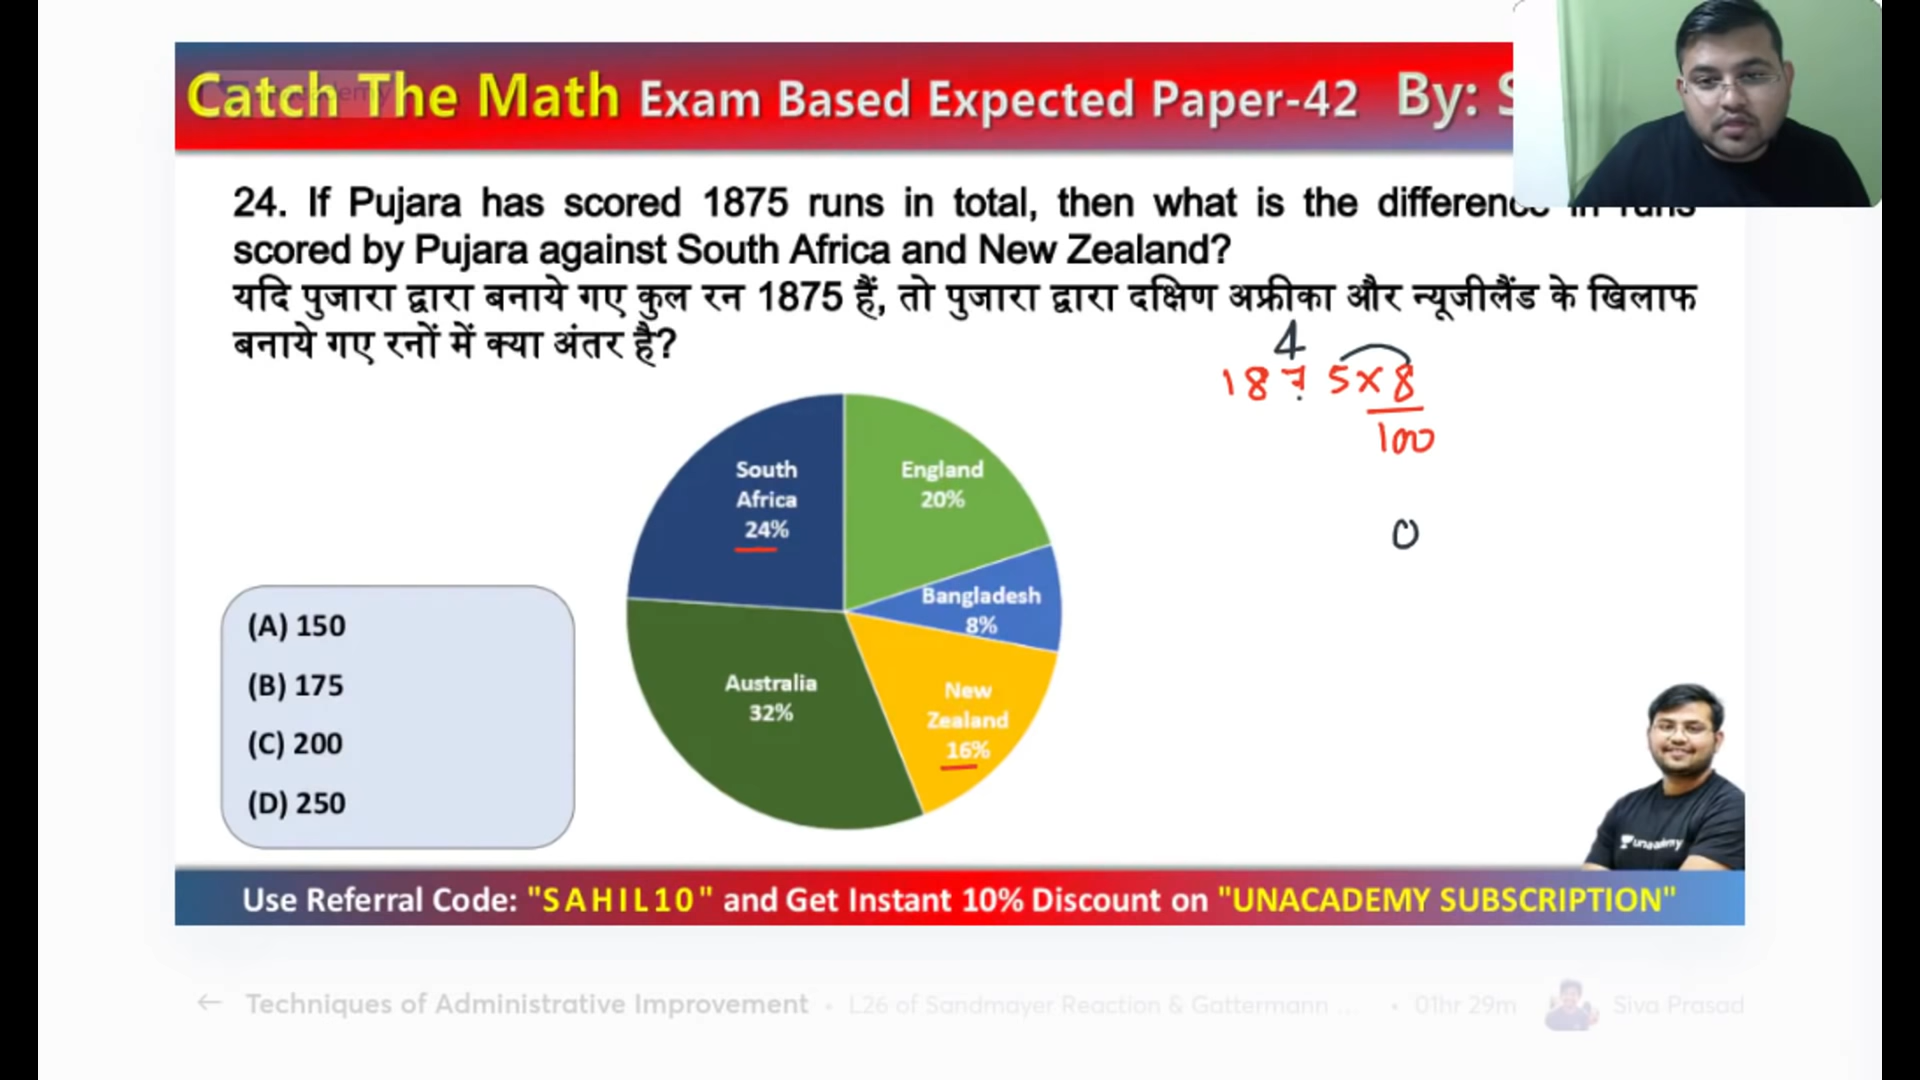 Catch The Math Exam Based Expected Paper-42 By: S
24. If Pujara has scored 1875 runs in total, then what is the difference in runs
scored by Pujara against South Africa and New Zealand?
यदि पुजारा द्वारा बनाये गए कुल रन 1875 हैं, तो पुजारा द्वारा दक्षिण अफ्रीका और न्यूजीलैंड के खिलाफ
बनाये गए रनों में क्या अंतर है?
4
1875×8
100
0
South
Africa
24%
England
20%
Bangladesh
8%
Australia
32%
New
Zealand
16%
(A) 150
(B) 175
(C) 200
(D) 250
unacademy
Use Referral Code: "SAHIL10" and Get Instant 10% Discount on "UNACADEMY SUBSCRIPTION"
← Techniques of Administrative Improvement • L26 of Sandmayer Reaction & Gattermann ... • 01hr 29m Siva Prasad